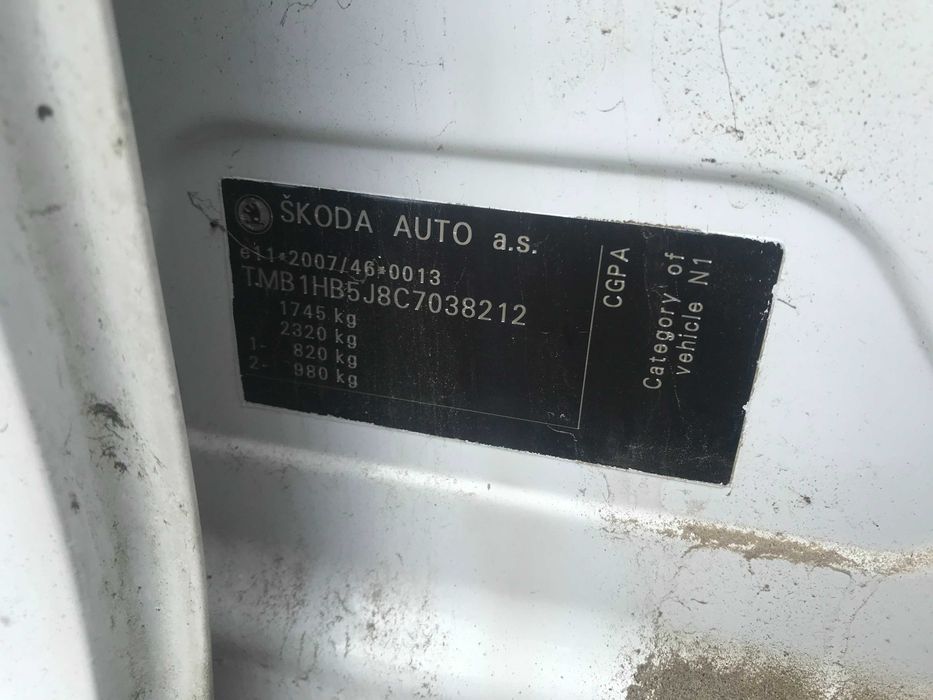 ŠKODA AUTO a.s.
e11*2007/46*0013
TMB1HB5J8C7038212
1745 kg
2320 kg
1- 820 kg
2- 980 kg
CGPA
Category of
vehicle N1